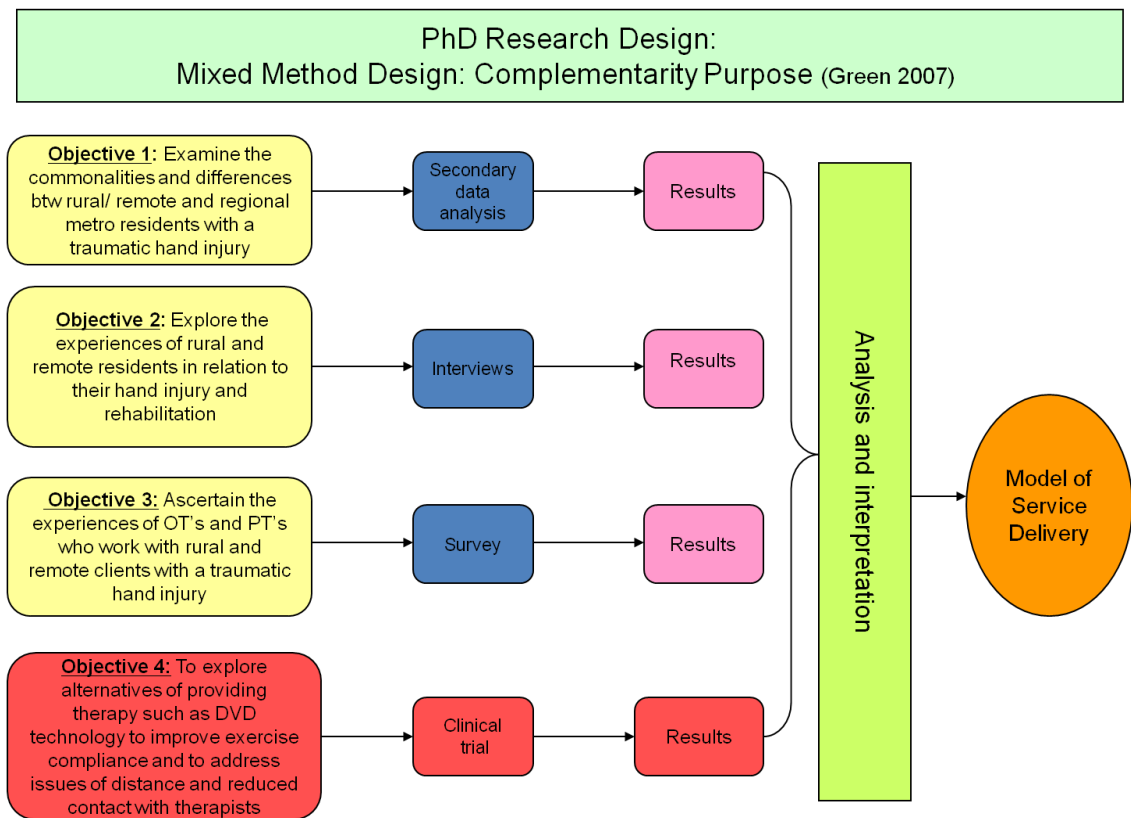 PhD Research Design:
Mixed Method Design: Complementarity Purpose (Green 2007)
Objective 1: Examine the
commonalities and differences
btw rural/ remote and regional
metro residents with a
traumatic hand injury
Secondary
data
analysis
Results
Objective 2: Explore the
experiences of rural and
remote residents in relation to
their hand injury and
rehabilitation
Interviews
Results
Objective 3: Ascertain the
experiences of OT's and PT's
who work with rural and
remote clients with a traumatic
hand injury
Survey
Results
Objective 4: To explore
alternatives of providing
therapy such as DVD
technology to improve exercise
compliance and to address
issues of distance and reduced
contact with therapists
Clinical
trial
Results
Analysis and interpretation
Model of
Service
Delivery